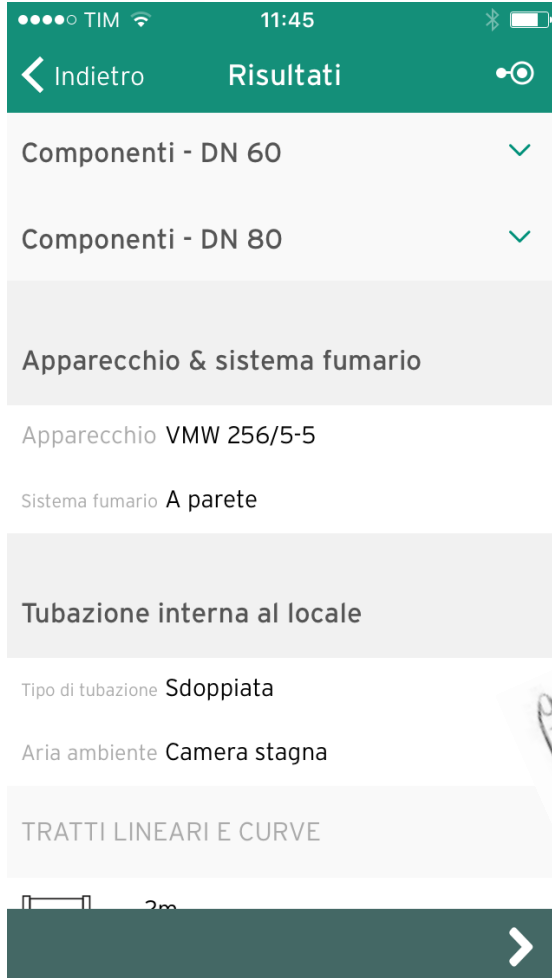 TIM 11:45
Indietro Risultati
Componenti - DN 60
Componenti - DN 80
Apparecchio & sistema fumario
Apparecchio VMW 256/5-5
Sistema fumario A parete
Tubazione interna al locale
Tipo di tubazione Sdoppiata
Aria ambiente Camera stagna
TRATTI LINEARI E CURVE
2m